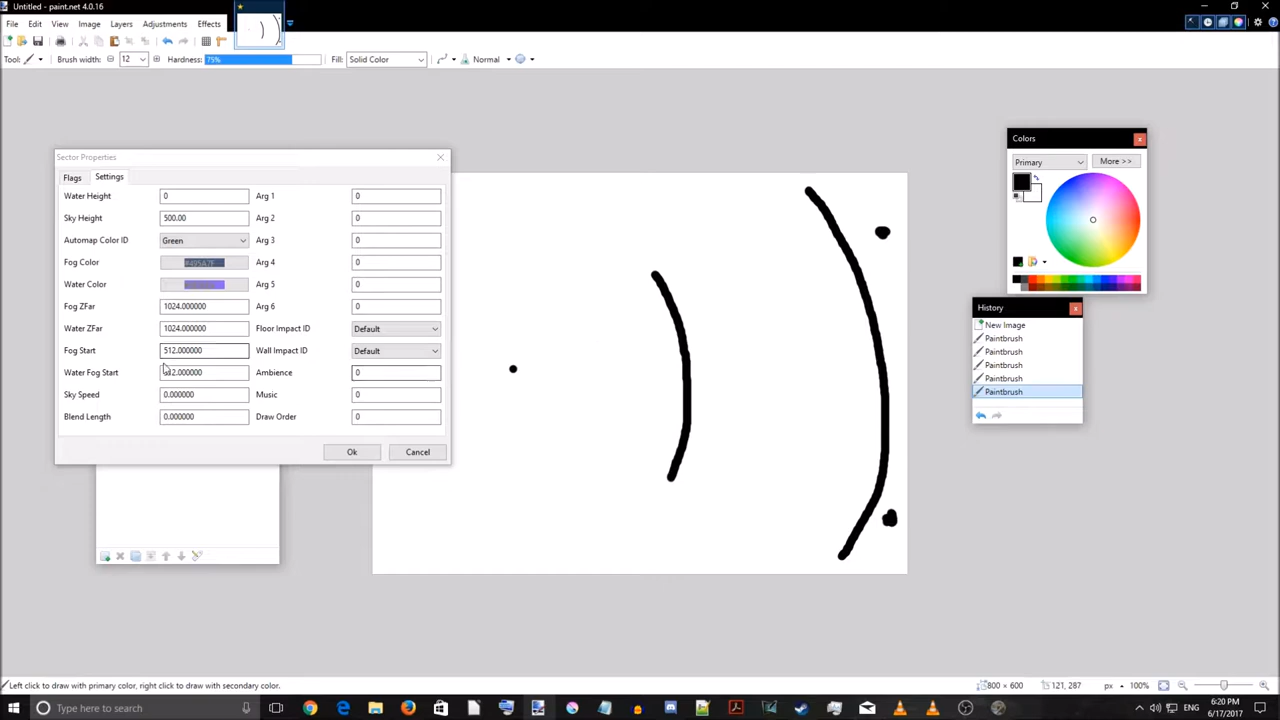 Untitled - paint.net 4.0.16
File Edit View Image Layers Adjustments Effects
Tool: Brush width: 12 Hardness: 75% Fill: Solid Color Normal
Sector Properties
Flags Settings
Water Height 0 Arg 1 0
Sky Height 500.00 Arg 2 0
Automap Color ID Green Arg 3 0
Fog Color #495A7F Arg 4 0
Water Color Arg 5 0
Fog ZFar 1024.000000 Arg 6 0
Water ZFar 1024.000000 Floor Impact ID Default
Fog Start 512.000000 Wall Impact ID Default
Water Fog Start 512.000000 Ambience 0
Sky Speed 0.000000 Music 0
Blend Length 0.000000 Draw Order 0
Ok Cancel
Colors
Primary More >>
History
New Image
Paintbrush
Paintbrush
Paintbrush
Paintbrush
Paintbrush
Left click to draw with primary color, right click to draw with secondary color. 800 × 600 121, 287 px 100%
Type here to search
ENG 6:20 PM
6/17/2017